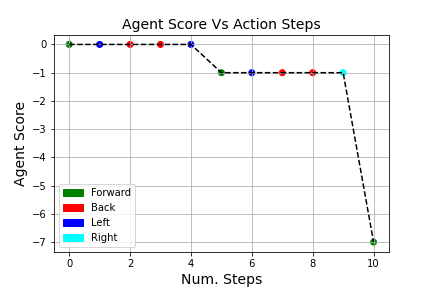 Agent Score Vs Action Steps
Agent Score
0
−1
−2
−3
−4
−5
−6
−7
Forward
Back
Left
Right
0 2 4 6 8 10
Num. Steps